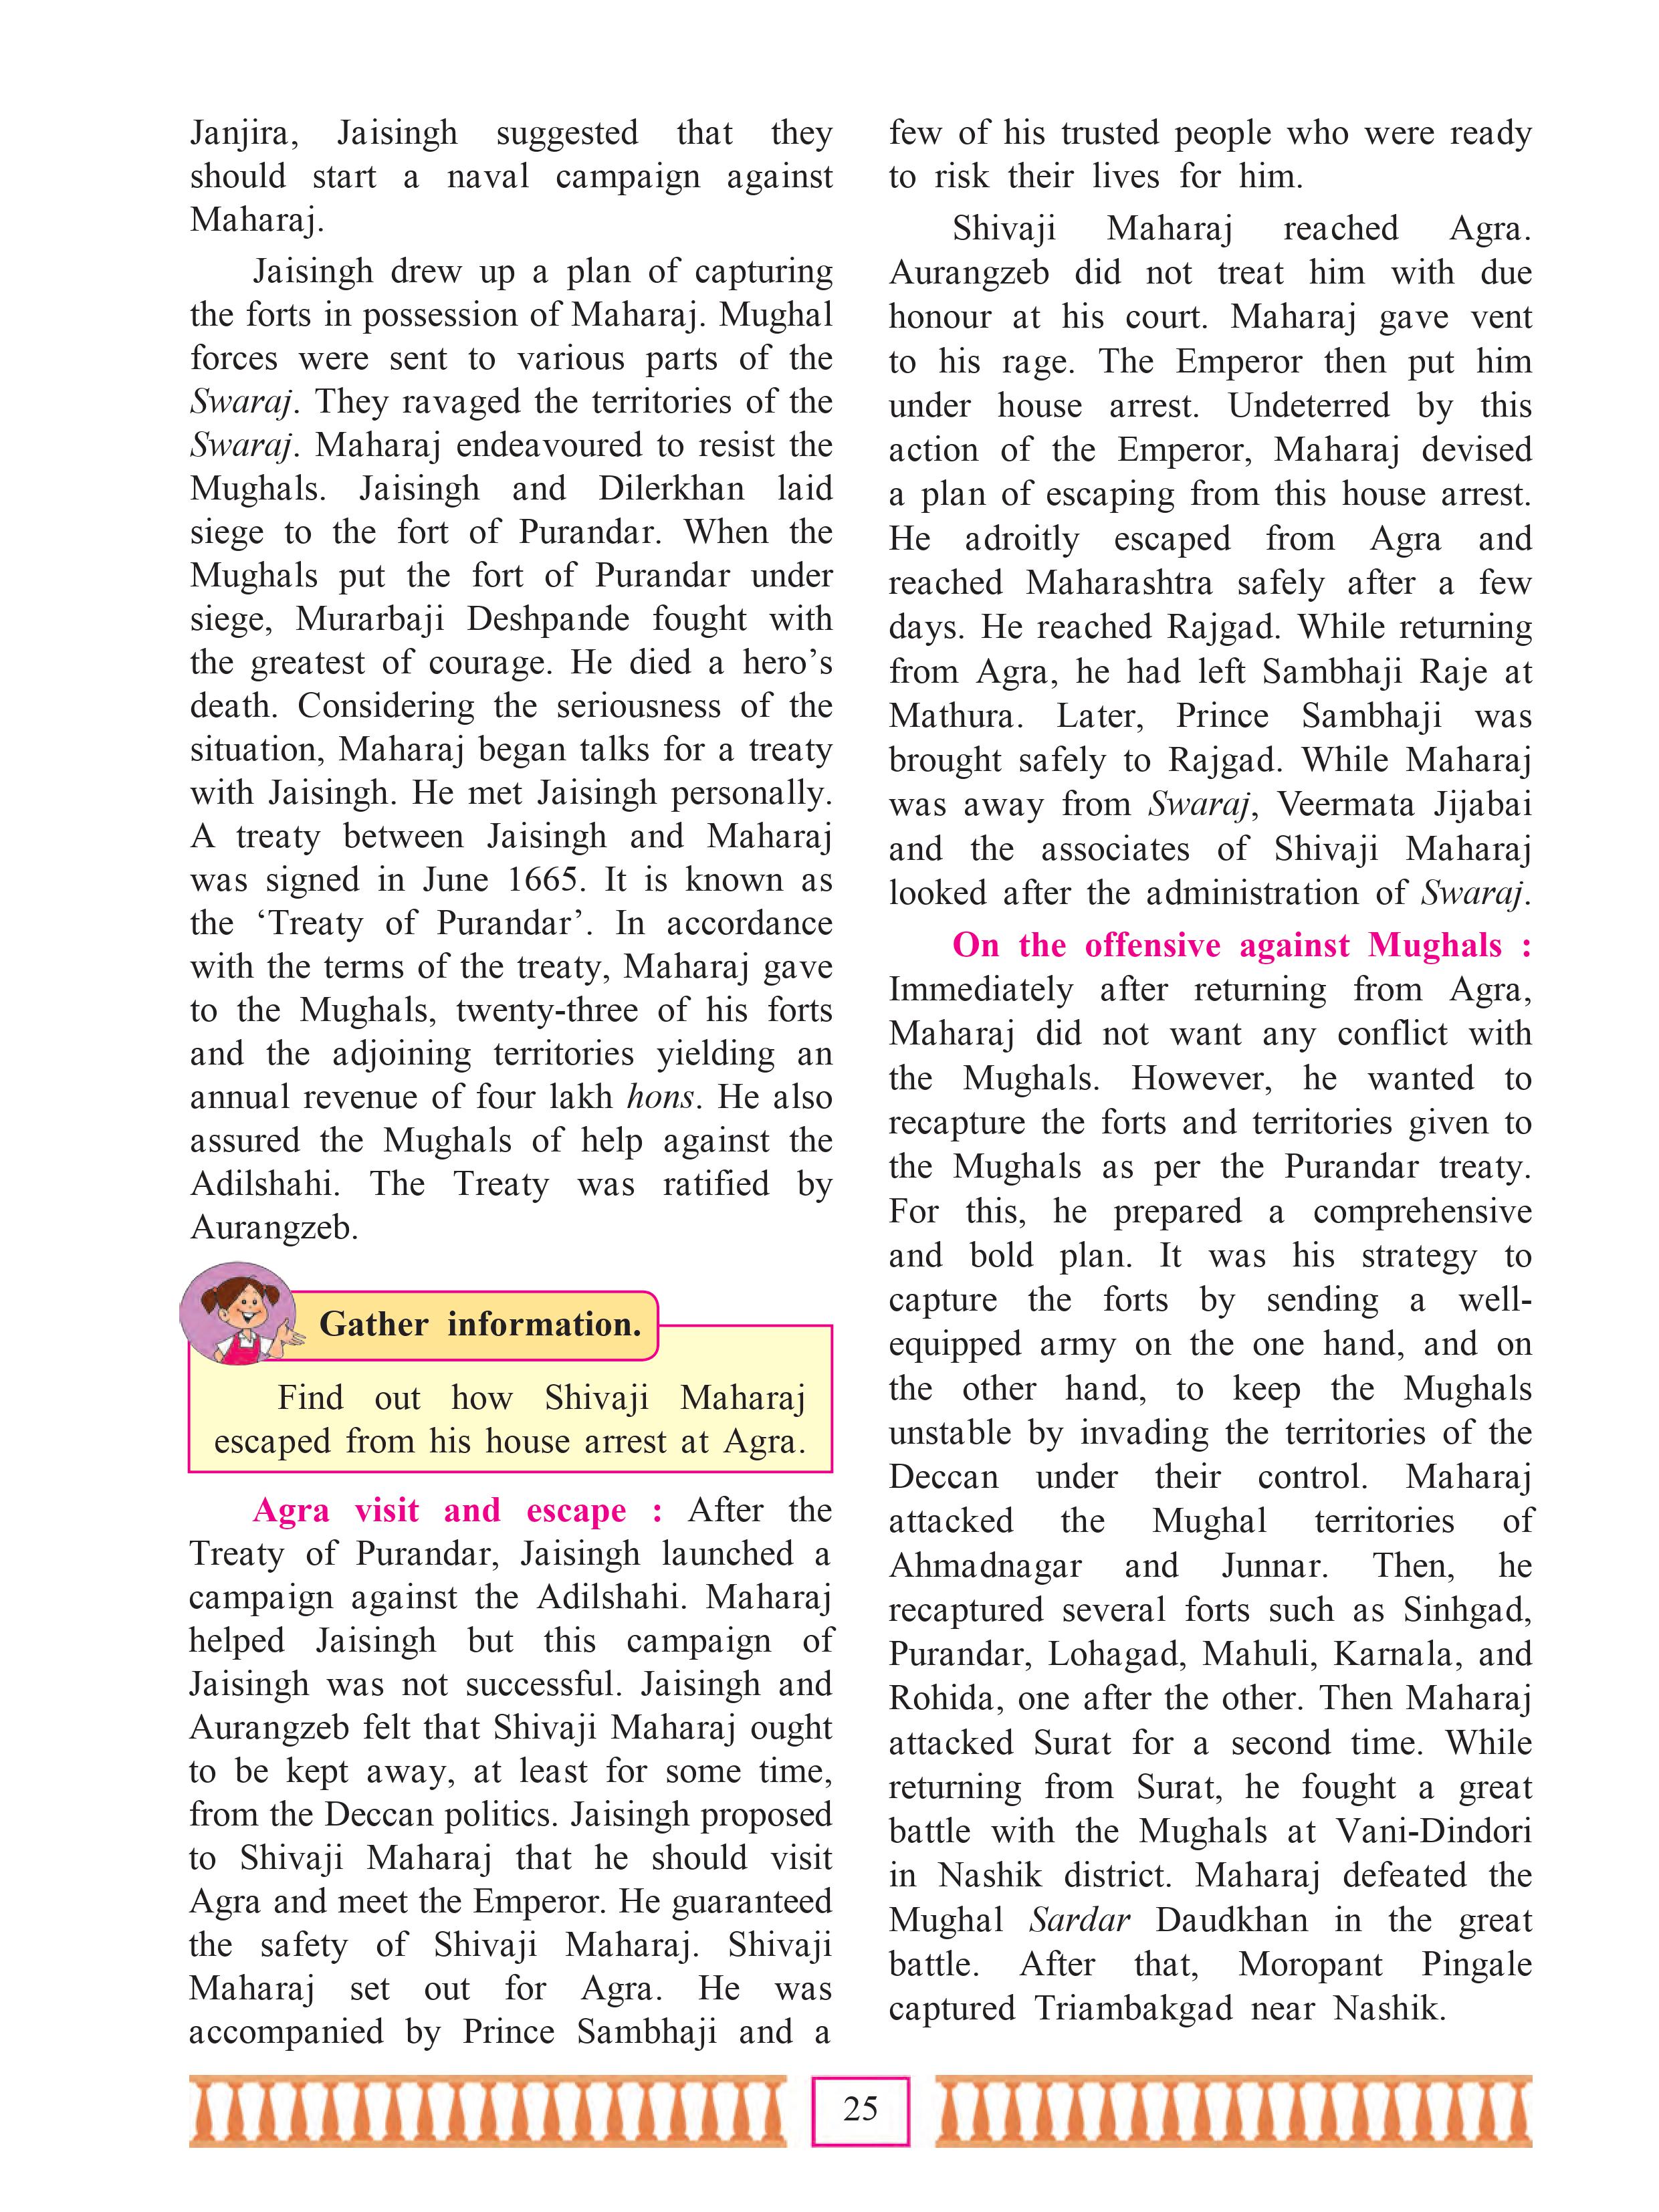 Janjira, Jaisingh suggested that they
should start a naval campaign against
Maharaj.
Jaisingh drew up a plan of capturing
the forts in possession of Maharaj. Mughal
forces were sent to various parts of the
Swaraj. They ravaged the territories of the
Swaraj. Maharaj endeavoured to resist the
Mughals. Jaisingh and Dilerkhan laid
siege to the fort of Purandar. When the
Mughals put the fort of Purandar under
siege, Murarbaji Deshpande fought with
the greatest of courage. He died a hero’s
death. Considering the seriousness of the
situation, Maharaj began talks for a treaty
with Jaisingh. He met Jaisingh personally.
A treaty between Jaisingh and Maharaj
was signed in June 1665. It is known as
the ‘Treaty of Purandar’. In accordance
with the terms of the treaty, Maharaj gave
to the Mughals, twenty-three of his forts
and the adjoining territories yielding an
annual revenue of four lakh hons. He also
assured the Mughals of help against the
Adilshahi. The Treaty was ratified by
Aurangzeb.
Gather information.
Find out how Shivaji Maharaj
escaped from his house arrest at Agra.
Agra visit and escape : After the
Treaty of Purandar, Jaisingh launched a
campaign against the Adilshahi. Maharaj
helped Jaisingh but this campaign of
Jaisingh was not successful. Jaisingh and
Aurangzeb felt that Shivaji Maharaj ought
to be kept away, at least for some time,
from the Deccan politics. Jaisingh proposed
to Shivaji Maharaj that he should visit
Agra and meet the Emperor. He guaranteed
the safety of Shivaji Maharaj. Shivaji
Maharaj set out for Agra. He was
accompanied by Prince Sambhaji and a
few of his trusted people who were ready
to risk their lives for him.
Shivaji Maharaj reached Agra.
Aurangzeb did not treat him with due
honour at his court. Maharaj gave vent
to his rage. The Emperor then put him
under house arrest. Undeterred by this
action of the Emperor, Maharaj devised
a plan of escaping from this house arrest.
He adroitly escaped from Agra and
reached Maharashtra safely after a few
days. He reached Rajgad. While returning
from Agra, he had left Sambhaji Raje at
Mathura. Later, Prince Sambhaji was
brought safely to Rajgad. While Maharaj
was away from Swaraj, Veermata Jijabai
and the associates of Shivaji Maharaj
looked after the administration of Swaraj.
On the offensive against Mughals :
Immediately after returning from Agra,
Maharaj did not want any conflict with
the Mughals. However, he wanted to
recapture the forts and territories given to
the Mughals as per the Purandar treaty.
For this, he prepared a comprehensive
and bold plan. It was his strategy to
capture the forts by sending a well-
equipped army on the one hand, and on
the other hand, to keep the Mughals
unstable by invading the territories of the
Deccan under their control. Maharaj
attacked the Mughal territories of
Ahmadnagar and Junnar. Then, he
recaptured several forts such as Sinhgad,
Purandar, Lohagad, Mahuli, Karnala, and
Rohida, one after the other. Then Maharaj
attacked Surat for a second time. While
returning from Surat, he fought a great
battle with the Mughals at Vani-Dindori
in Nashik district. Maharaj defeated the
Mughal Sardar Daudkhan in the great
battle. After that, Moropant Pingale
captured Triambakgad near Nashik.
25